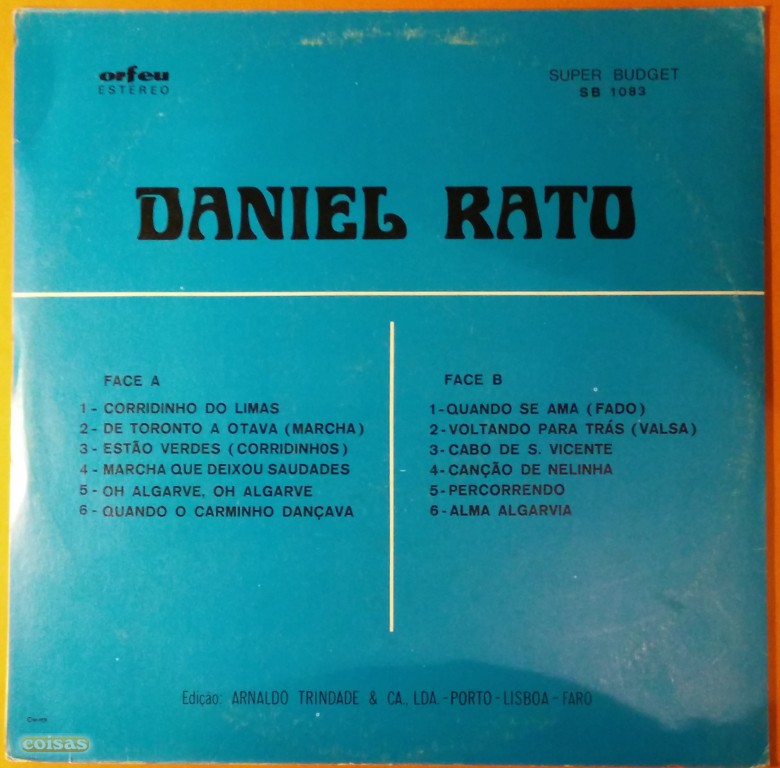 orfeu
ESTÉREO
SUPER BUDGET
SB 1083
DANIEL RATO
FACE A
1 - CORRIDINHO DO LIMAS
2 - DE TORONTO A OTAVA (MARCHA)
3 - ESTÃO VERDES (CORRIDINHOS)
4 - MARCHA QUE DEIXOU SAUDADES
5 - OH ALGARVE, OH ALGARVE
6 - QUANDO O CARMINHO DANÇAVA
FACE B
1 - QUANDO SE AMA (FADO)
2 - VOLTANDO PARA TRÁS (VALSA)
3 - CABO DE S. VICENTE
4 - CANÇÃO DE NELINHA
5 - PERCORRENDO
6 - ALMA ALGARVIA
Edição: ARNALDO TRINDADE & CA., LDA. - PORTO - LISBOA - FARO
coisas